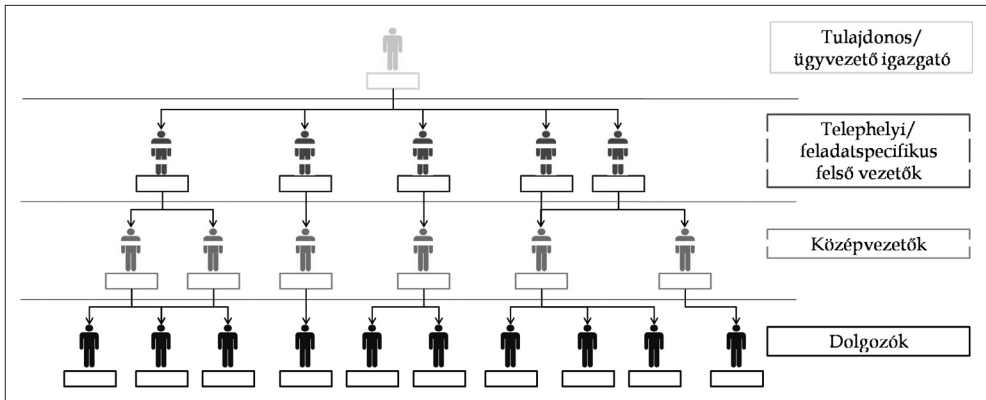 Tulajdonos/
ügyvezető igazgató
Telephelyi/
feladatspecifikus
felső vezetők
Középvezetők
Dolgozók